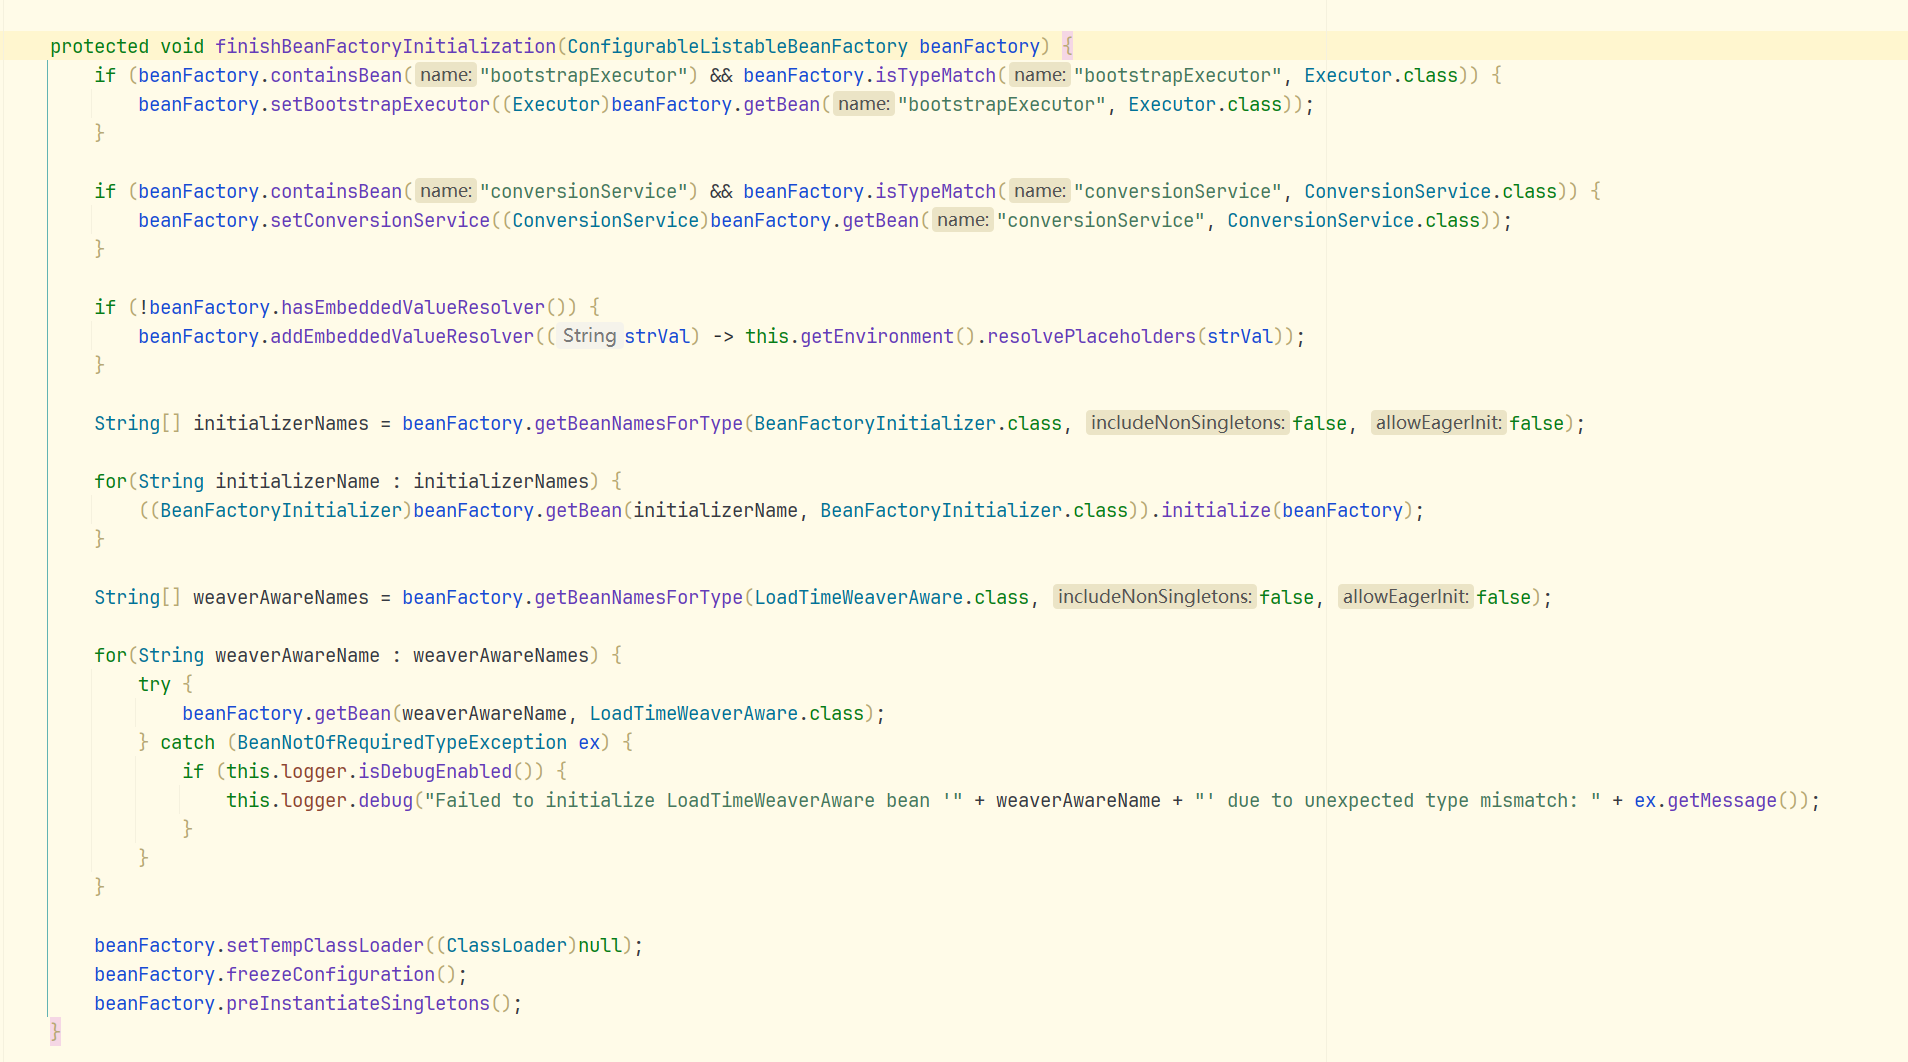 protected void finishBeanFactoryInitialization(ConfigurableListableBeanFactory beanFactory) {
if (beanFactory.containsBean( name: "bootstrapExecutor") && beanFactory.isTypeMatch( name: "bootstrapExecutor", Executor.class)) {
beanFactory.setBootstrapExecutor((Executor)beanFactory.getBean( name: "bootstrapExecutor", Executor.class));
}
if (beanFactory.containsBean( name: "conversionService") && beanFactory.isTypeMatch( name: "conversionService", ConversionService.class)) {
beanFactory.setConversionService((ConversionService)beanFactory.getBean( name: "conversionService", ConversionService.class));
}
if (!beanFactory.hasEmbeddedValueResolver()) {
beanFactory.addEmbeddedValueResolver(( String strVal) -> this.getEnvironment().resolvePlaceholders(strVal));
}
String[] initializerNames = beanFactory.getBeanNamesForType(BeanFactoryInitializer.class, includeNonSingletons: false, allowEagerInit: false);
for(String initializerName : initializerNames) {
((BeanFactoryInitializer)beanFactory.getBean(initializerName, BeanFactoryInitializer.class)).initialize(beanFactory);
}
String[] weaverAwareNames = beanFactory.getBeanNamesForType(LoadTimeWeaverAware.class, includeNonSingletons: false, allowEagerInit: false);
for(String weaverAwareName : weaverAwareNames) {
try {
beanFactory.getBean(weaverAwareName, LoadTimeWeaverAware.class);
} catch (BeanNotOfRequiredTypeException ex) {
if (this.logger.isDebugEnabled()) {
this.logger.debug("Failed to initialize LoadTimeWeaverAware bean '" + weaverAwareName + "' due to unexpected type mismatch: " + ex.getMessage());
}
}
}
beanFactory.setTempClassLoader((ClassLoader)null);
beanFactory.freezeConfiguration();
beanFactory.preInstantiateSingletons();
}